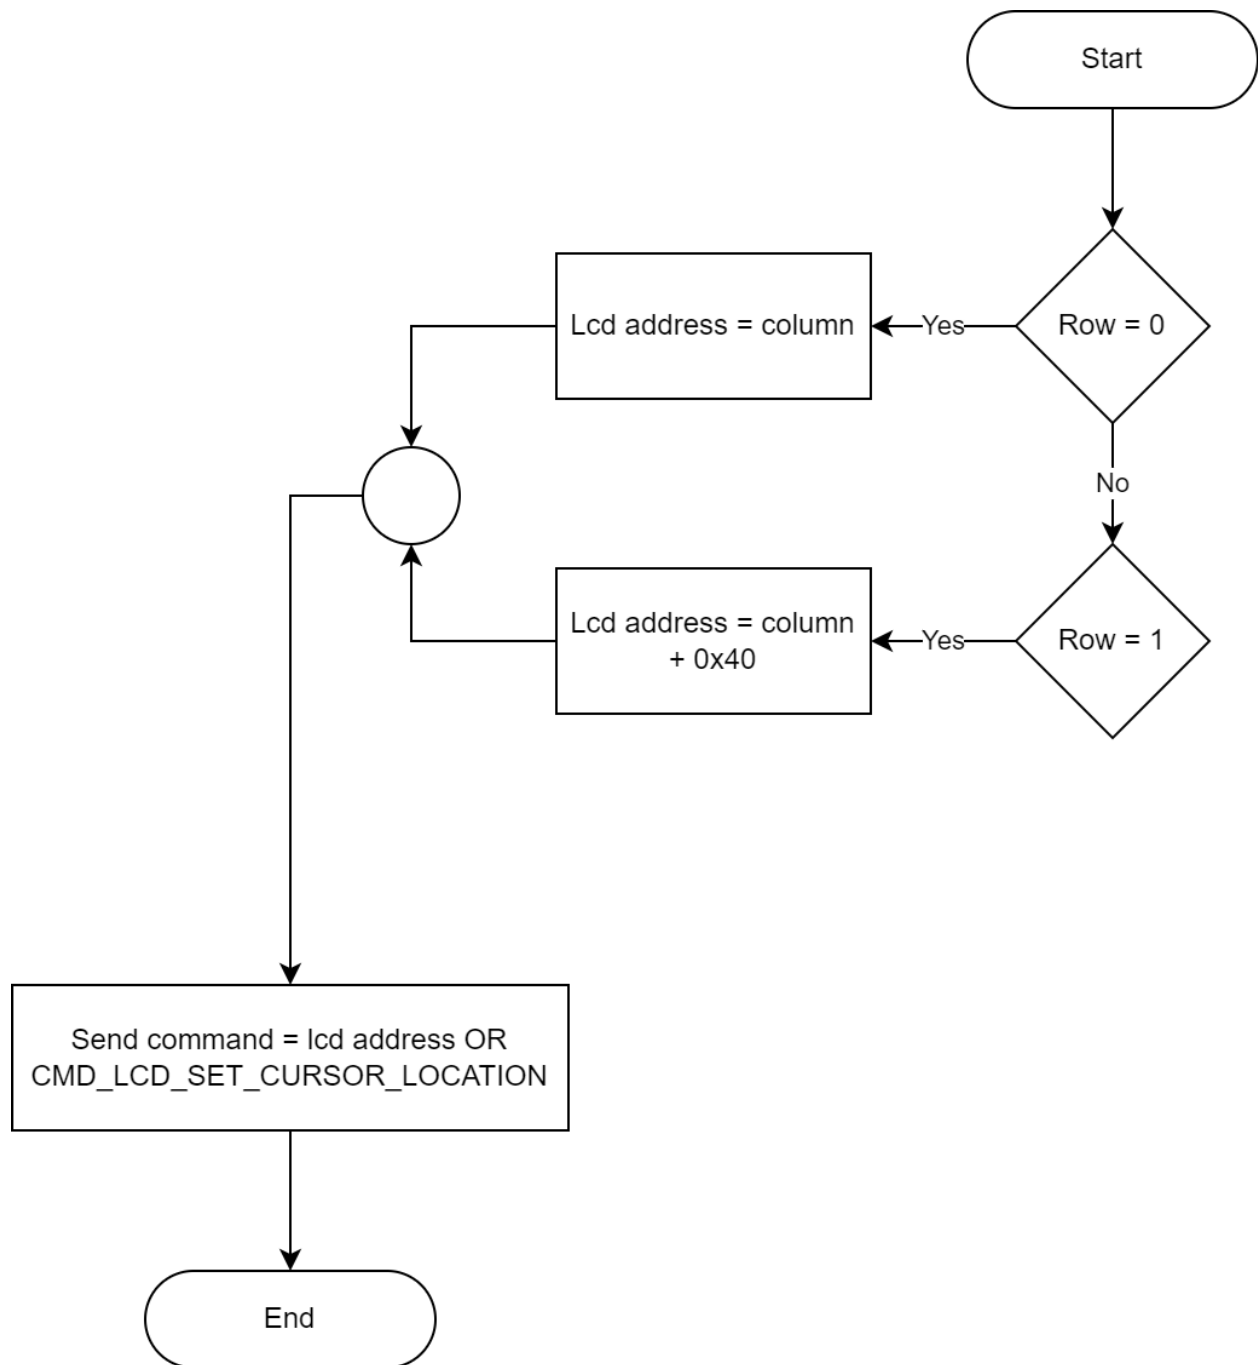 Start
Row = 0
Yes
Lcd address = column
No
Row = 1
Yes
Lcd address = column
+ 0x40
Send command = lcd address OR
CMD_LCD_SET_CURSOR_LOCATION
End